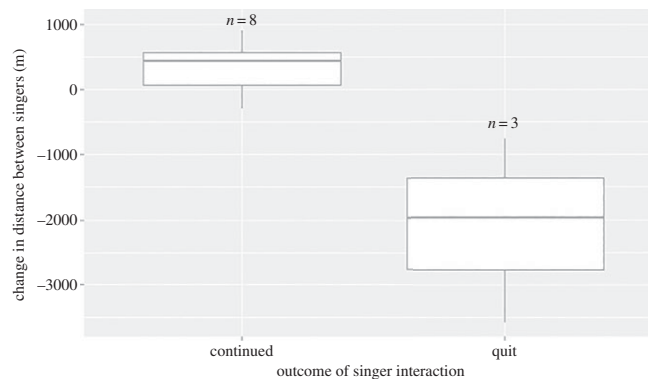 change in distance between singers (m)
1000
0
–1000
–2000
–3000
n = 8
n = 3
continued
quit
outcome of singer interaction